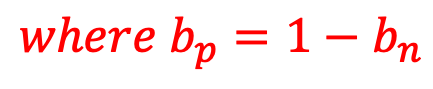 where b_p = 1 − b_n